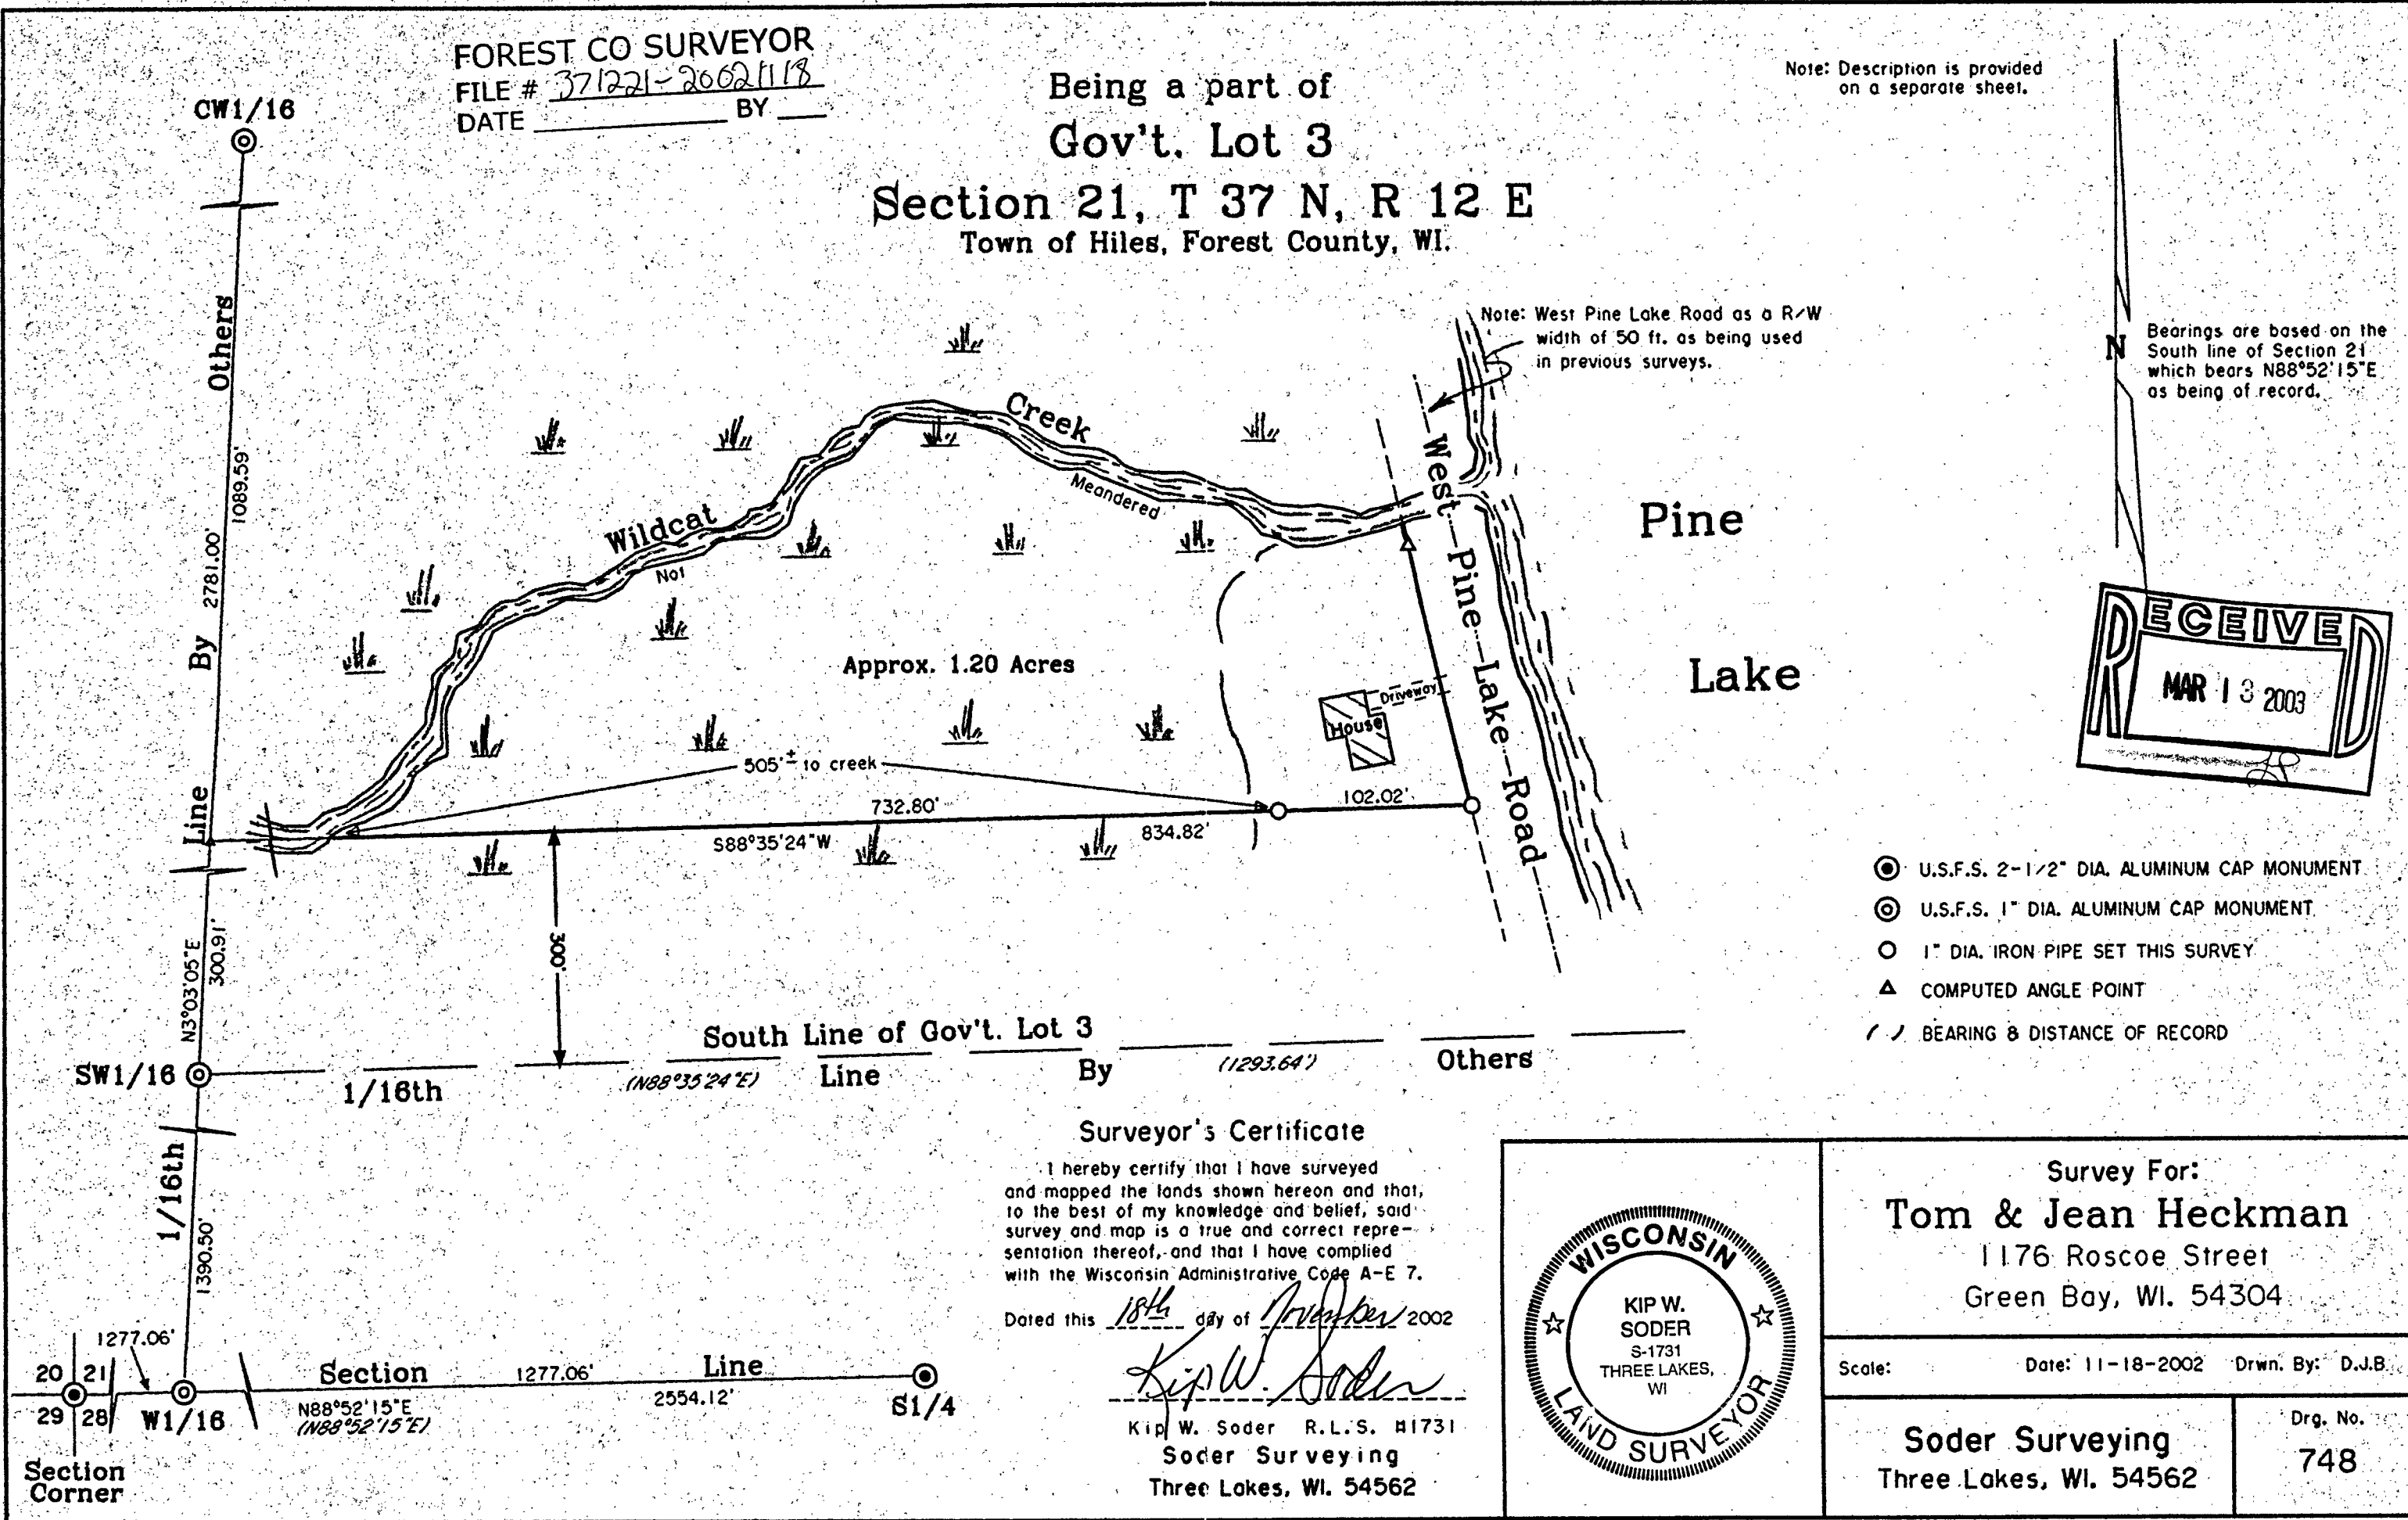 FOREST CO SURVEYOR
FILE # 371221-20021118
DATE ____ BY ____
Being a part of
Gov't. Lot 3
Section 21, T 37 N, R 12 E
Town of Hiles, Forest County, WI.
Note: Description is provided
on a separate sheet.
CW1/16
Others
1089.59'
2781.00'
By
Line
N3°03'05"E
300.91'
SW1/16
1/16th
1390.50'
Note: West Pine Lake Road as a R/W
width of 50 ft. as being used
in previous surveys.
N
Bearings are based on the
South line of Section 21
which bears N88°52'15"E
as being of record.
Wildcat
Creek
Not
Meandered
West Pine Lake Road
Pine
Lake
RECEIVED
MAR 13 2003
Approx. 1.20 Acres
House
Driveway
505'± to creek
732.80'
102.02'
S88°35'24"W
834.82'
300'
U.S.F.S. 2-1/2" DIA. ALUMINUM CAP MONUMENT
U.S.F.S. 1" DIA. ALUMINUM CAP MONUMENT
1" DIA. IRON PIPE SET THIS SURVEY
COMPUTED ANGLE POINT
( ) BEARING & DISTANCE OF RECORD
South Line of Gov't. Lot 3
1/16th
(N88°35'24"E)
Line
By
(1293.64')
Others
Surveyor's Certificate
I hereby certify that I have surveyed
and mapped the lands shown hereon and that,
to the best of my knowledge and belief, said
survey and map is a true and correct repre-
sentation thereof, and that I have complied
with the Wisconsin Administrative Code A-E 7.
Dated this 18th day of November 2002
Kip W. Soder
Kip W. Soder R.L.S. #1731
Soder Surveying
Three Lakes, WI. 54562
1277.06'
20 21
29 28
W1/16
Section
Corner
Section
1277.06'
Line
N88°52'15"E
(N88°52'15"E)
2554.12'
S1/4
WISCONSIN
KIP W.
SODER
S-1731
THREE LAKES,
WI
LAND SURVEYOR
Survey For:
Tom & Jean Heckman
1176 Roscoe Street
Green Bay, WI. 54304
Scale:
Date: 11-18-2002
Drwn. By: D.J.B.
Soder Surveying
Three Lakes, WI. 54562
Drg. No.
748